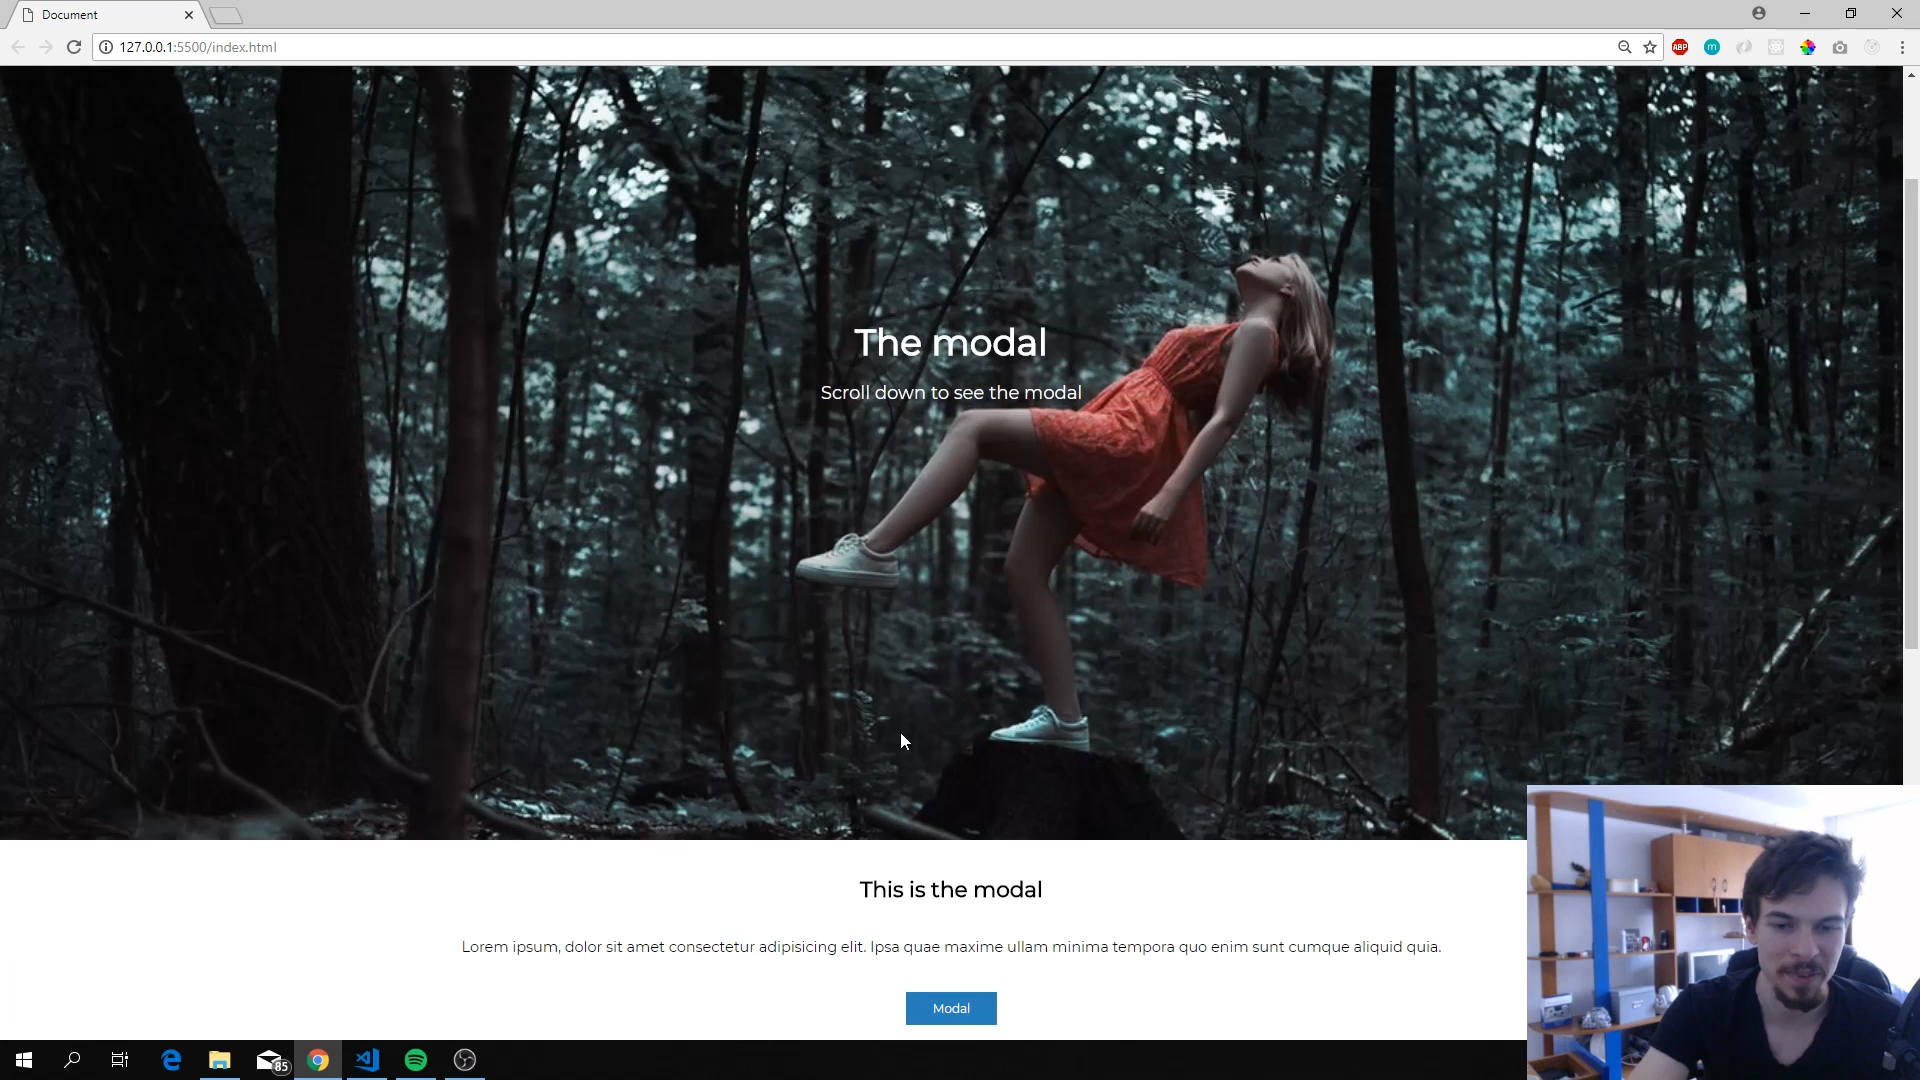 Document
127.0.0.1:5500/index.html
ABP
m
The modal
Scroll down to see the modal
This is the modal
Lorem ipsum, dolor sit amet consectetur adipisicing elit. Ipsa quae maxime ullam minima tempora quo enim sunt cumque aliquid quia.
Modal
85